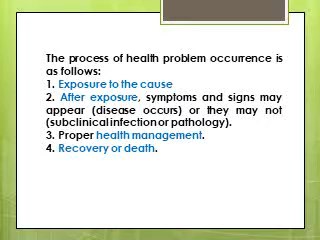 The process of health problem occurrence is
as follows:
1. Exposure to the cause
2. After exposure, symptoms and signs may
appear (disease occurs) or they may not
(subclinical infection or pathology).
3. Proper health management.
4. Recovery or death.